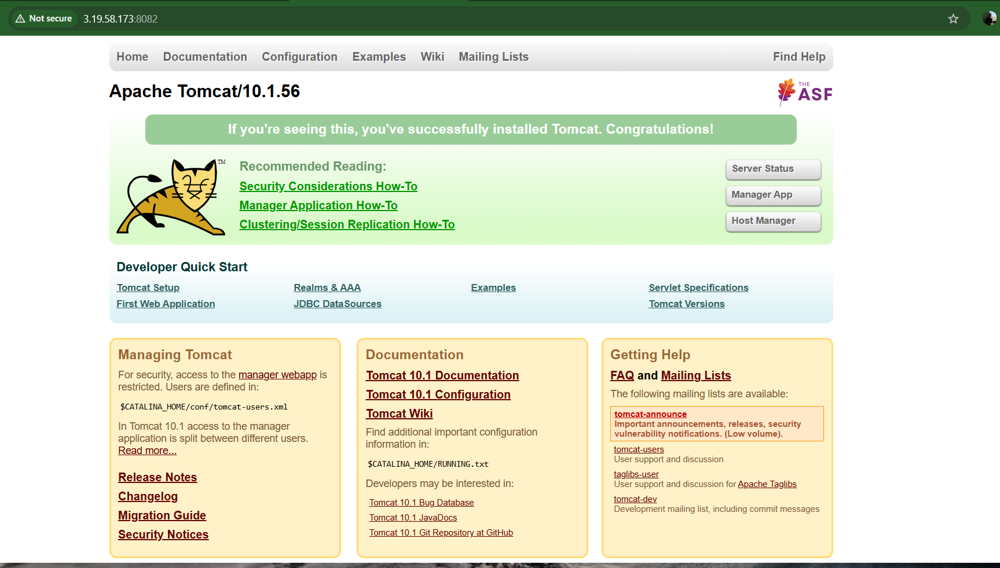 Not secure 3.19.58.173:8082
Home Documentation Configuration Examples Wiki Mailing Lists Find Help
Apache Tomcat/10.1.56
THE
ASF
If you're seeing this, you've successfully installed Tomcat. Congratulations!
TM
Recommended Reading:
Security Considerations How-To
Manager Application How-To
Clustering/Session Replication How-To
Server Status
Manager App
Host Manager
Developer Quick Start
Tomcat Setup
First Web Application
Realms & AAA
JDBC DataSources
Examples
Servlet Specifications
Tomcat Versions
Managing Tomcat
For security, access to the manager webapp is
restricted. Users are defined in:
$CATALINA_HOME/conf/tomcat-users.xml
In Tomcat 10.1 access to the manager
application is split between different users.
Read more...
Release Notes
Changelog
Migration Guide
Security Notices
Documentation
Tomcat 10.1 Documentation
Tomcat 10.1 Configuration
Tomcat Wiki
Find additional important configuration
information in:
$CATALINA_HOME/RUNNING.txt
Developers may be interested in:
Tomcat 10.1 Bug Database
Tomcat 10.1 JavaDocs
Tomcat 10.1 Git Repository at GitHub
Getting Help
FAQ and Mailing Lists
The following mailing lists are available:
tomcat-announce
Important announcements, releases, security
vulnerability notifications. (Low volume).
tomcat-users
User support and discussion
taglibs-user
User support and discussion for Apache Taglibs
tomcat-dev
Development mailing list, including commit messages